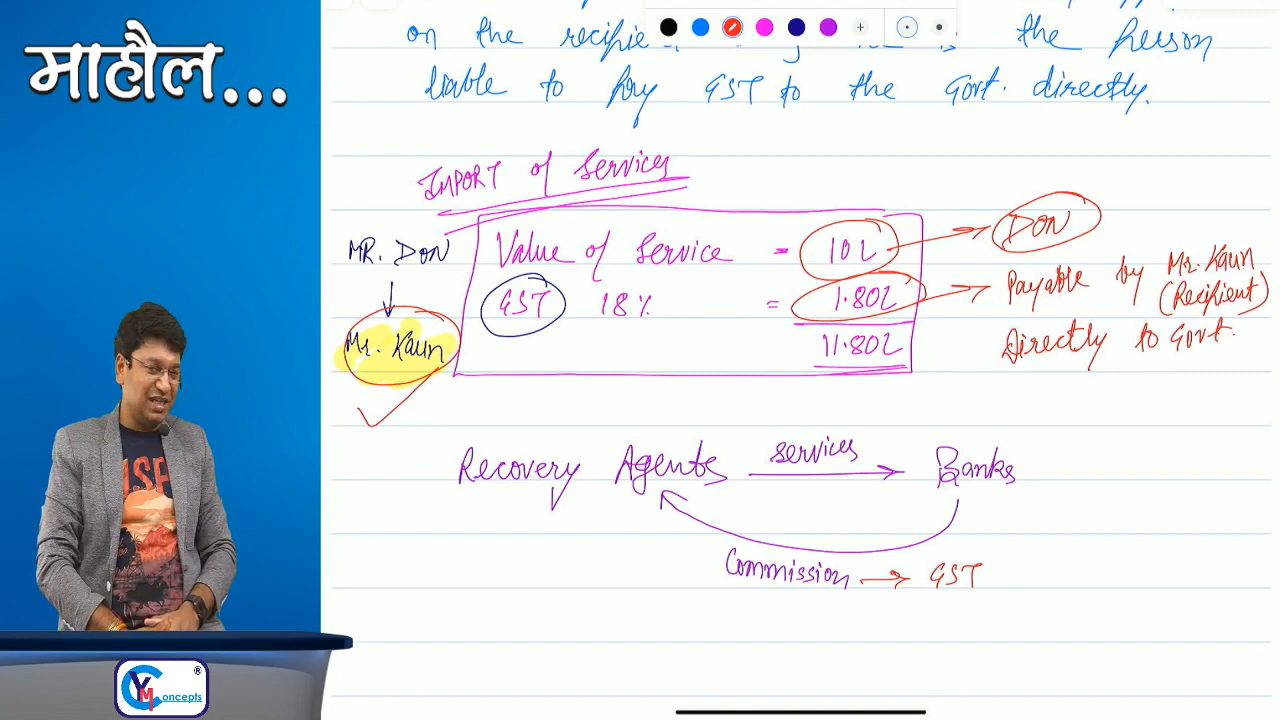 माहौल...
on the the person
liable to pay GST to the Govt. directly.
IMPORT of Services
MR. DON
Mr. Kaun
Value of Service = 10L
GST 18% = 1.80L
11.80L
DON
Payable by Mr. Kaun
(Recipient)
Directly to Govt.
Recovery Agents services Banks
Commission → GST
YM Concepts ®